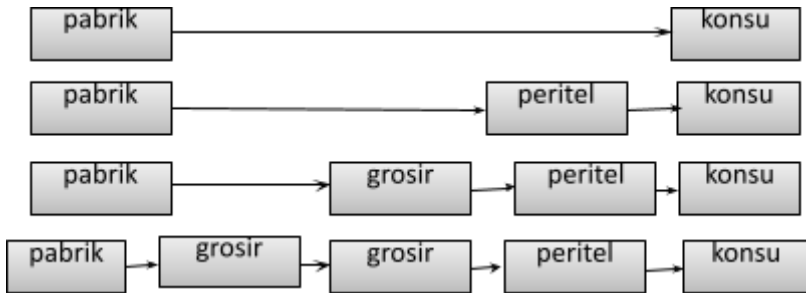 pabrik konsu
pabrik peritel konsu
pabrik grosir peritel konsu
pabrik grosir grosir peritel konsu